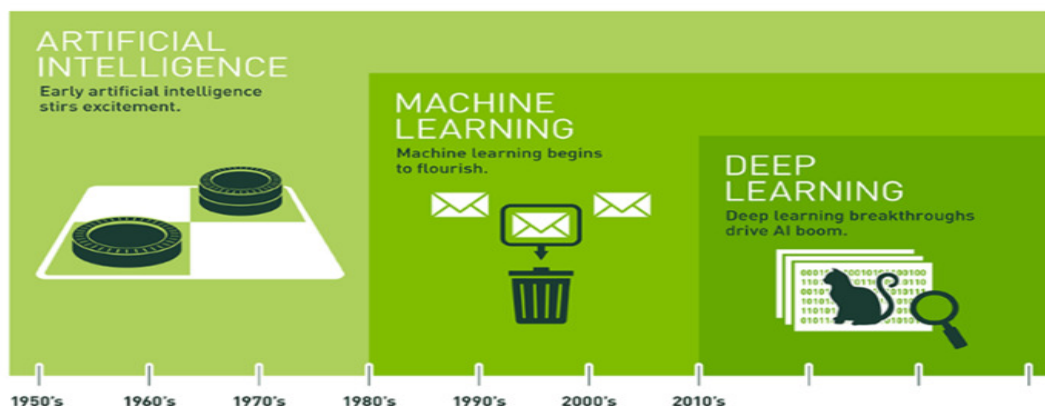 ARTIFICIAL
INTELLIGENCE
Early artificial intelligence
stirs excitement.
MACHINE
LEARNING
Machine learning begins
to flourish.
DEEP
LEARNING
Deep learning breakthroughs
drive AI boom.
1950's 1960's 1970's 1980's 1990's 2000's 2010's